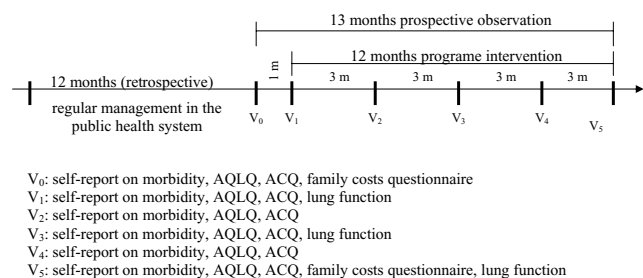 13 months prospective observation
12 months programe intervention
12 months (retrospective)
1 m
3 m
3 m
3 m
3 m
regular management in the
public health system
V₀
V₁
V₂
V₃
V₄
V₅
V₀: self-report on morbidity, AQLQ, ACQ, family costs questionnaire
V₁: self-report on morbidity, AQLQ, ACQ, lung function
V₂: self-report on morbidity, AQLQ, ACQ
V₃: self-report on morbidity, AQLQ, ACQ, lung function
V₄: self-report on morbidity, AQLQ, ACQ
V₅: self-report on morbidity, AQLQ, ACQ, family costs questionnaire, lung function